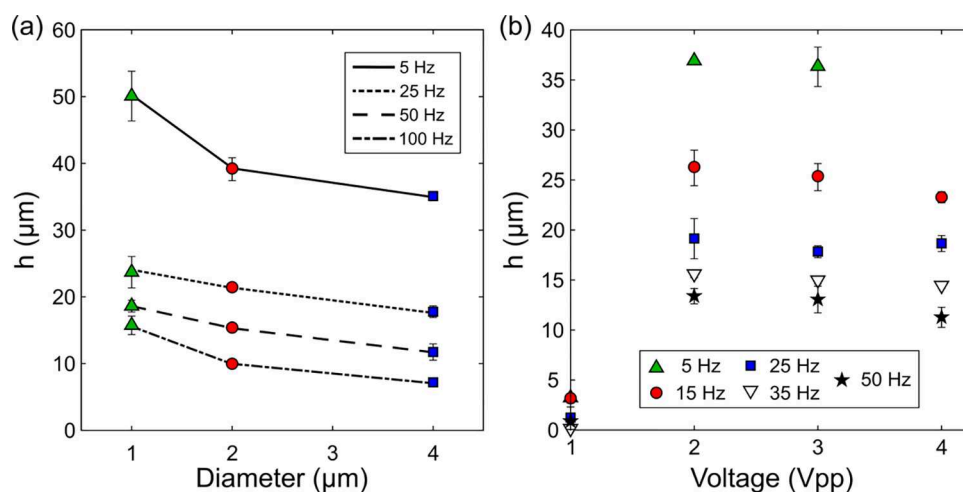 (a)
60
50
40
30
20
10
0
h (μm)
1 2 3 4
Diameter (μm)
5 Hz
25 Hz
50 Hz
100 Hz
(b)
40
35
30
25
20
15
10
5
0
h (μm)
1 2 3 4
Voltage (Vpp)
5 Hz 25 Hz 50 Hz
15 Hz 35 Hz